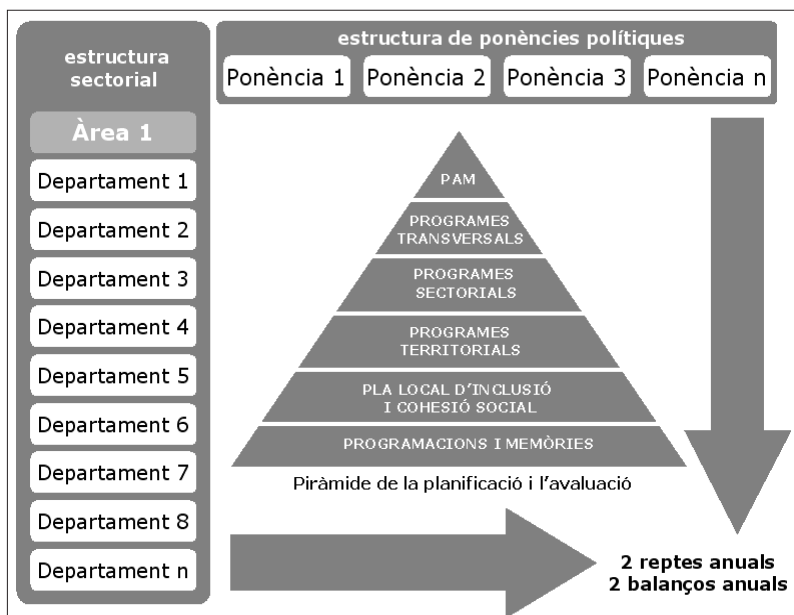 estructura
sectorial
Àrea 1
Departament 1
Departament 2
Departament 3
Departament 4
Departament 5
Departament 6
Departament 7
Departament 8
Departament n
estructura de ponències polítiques
Ponència 1
Ponència 2
Ponència 3
Ponència n
PAM
PROGRAMES
TRANSVERSALS
PROGRAMES
SECTORIALS
PROGRAMES
TERRITORIALS
PLA LOCAL D'INCLUSIÓ
I COHESIÓ SOCIAL
PROGRAMACIONS I MEMÒRIES
Piràmide de la planificació i l'avaluació
2 reptes anuals
2 balanços anuals